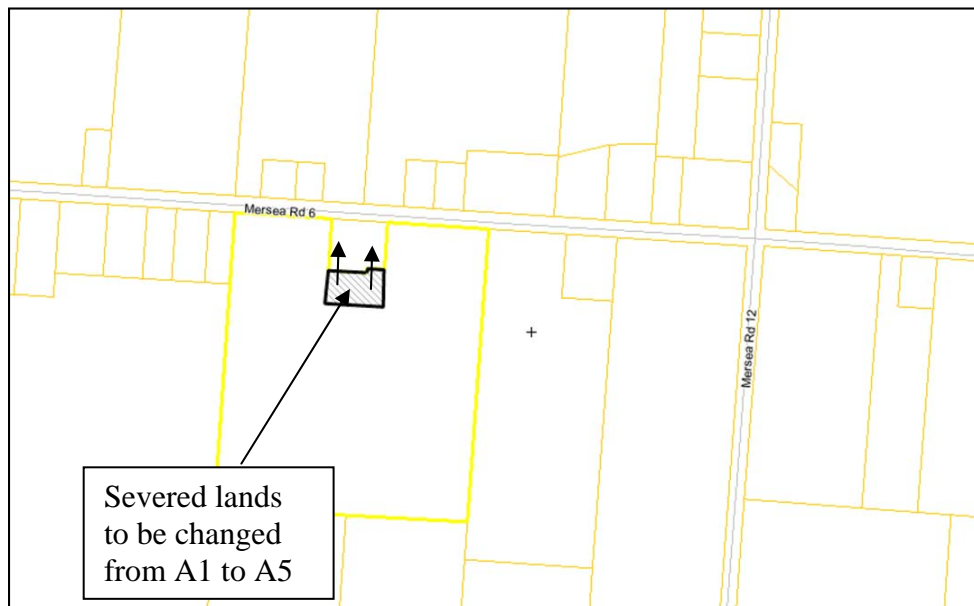 Mersea Rd 6
Mersea Rd 12
Severed lands
to be changed
from A1 to A5